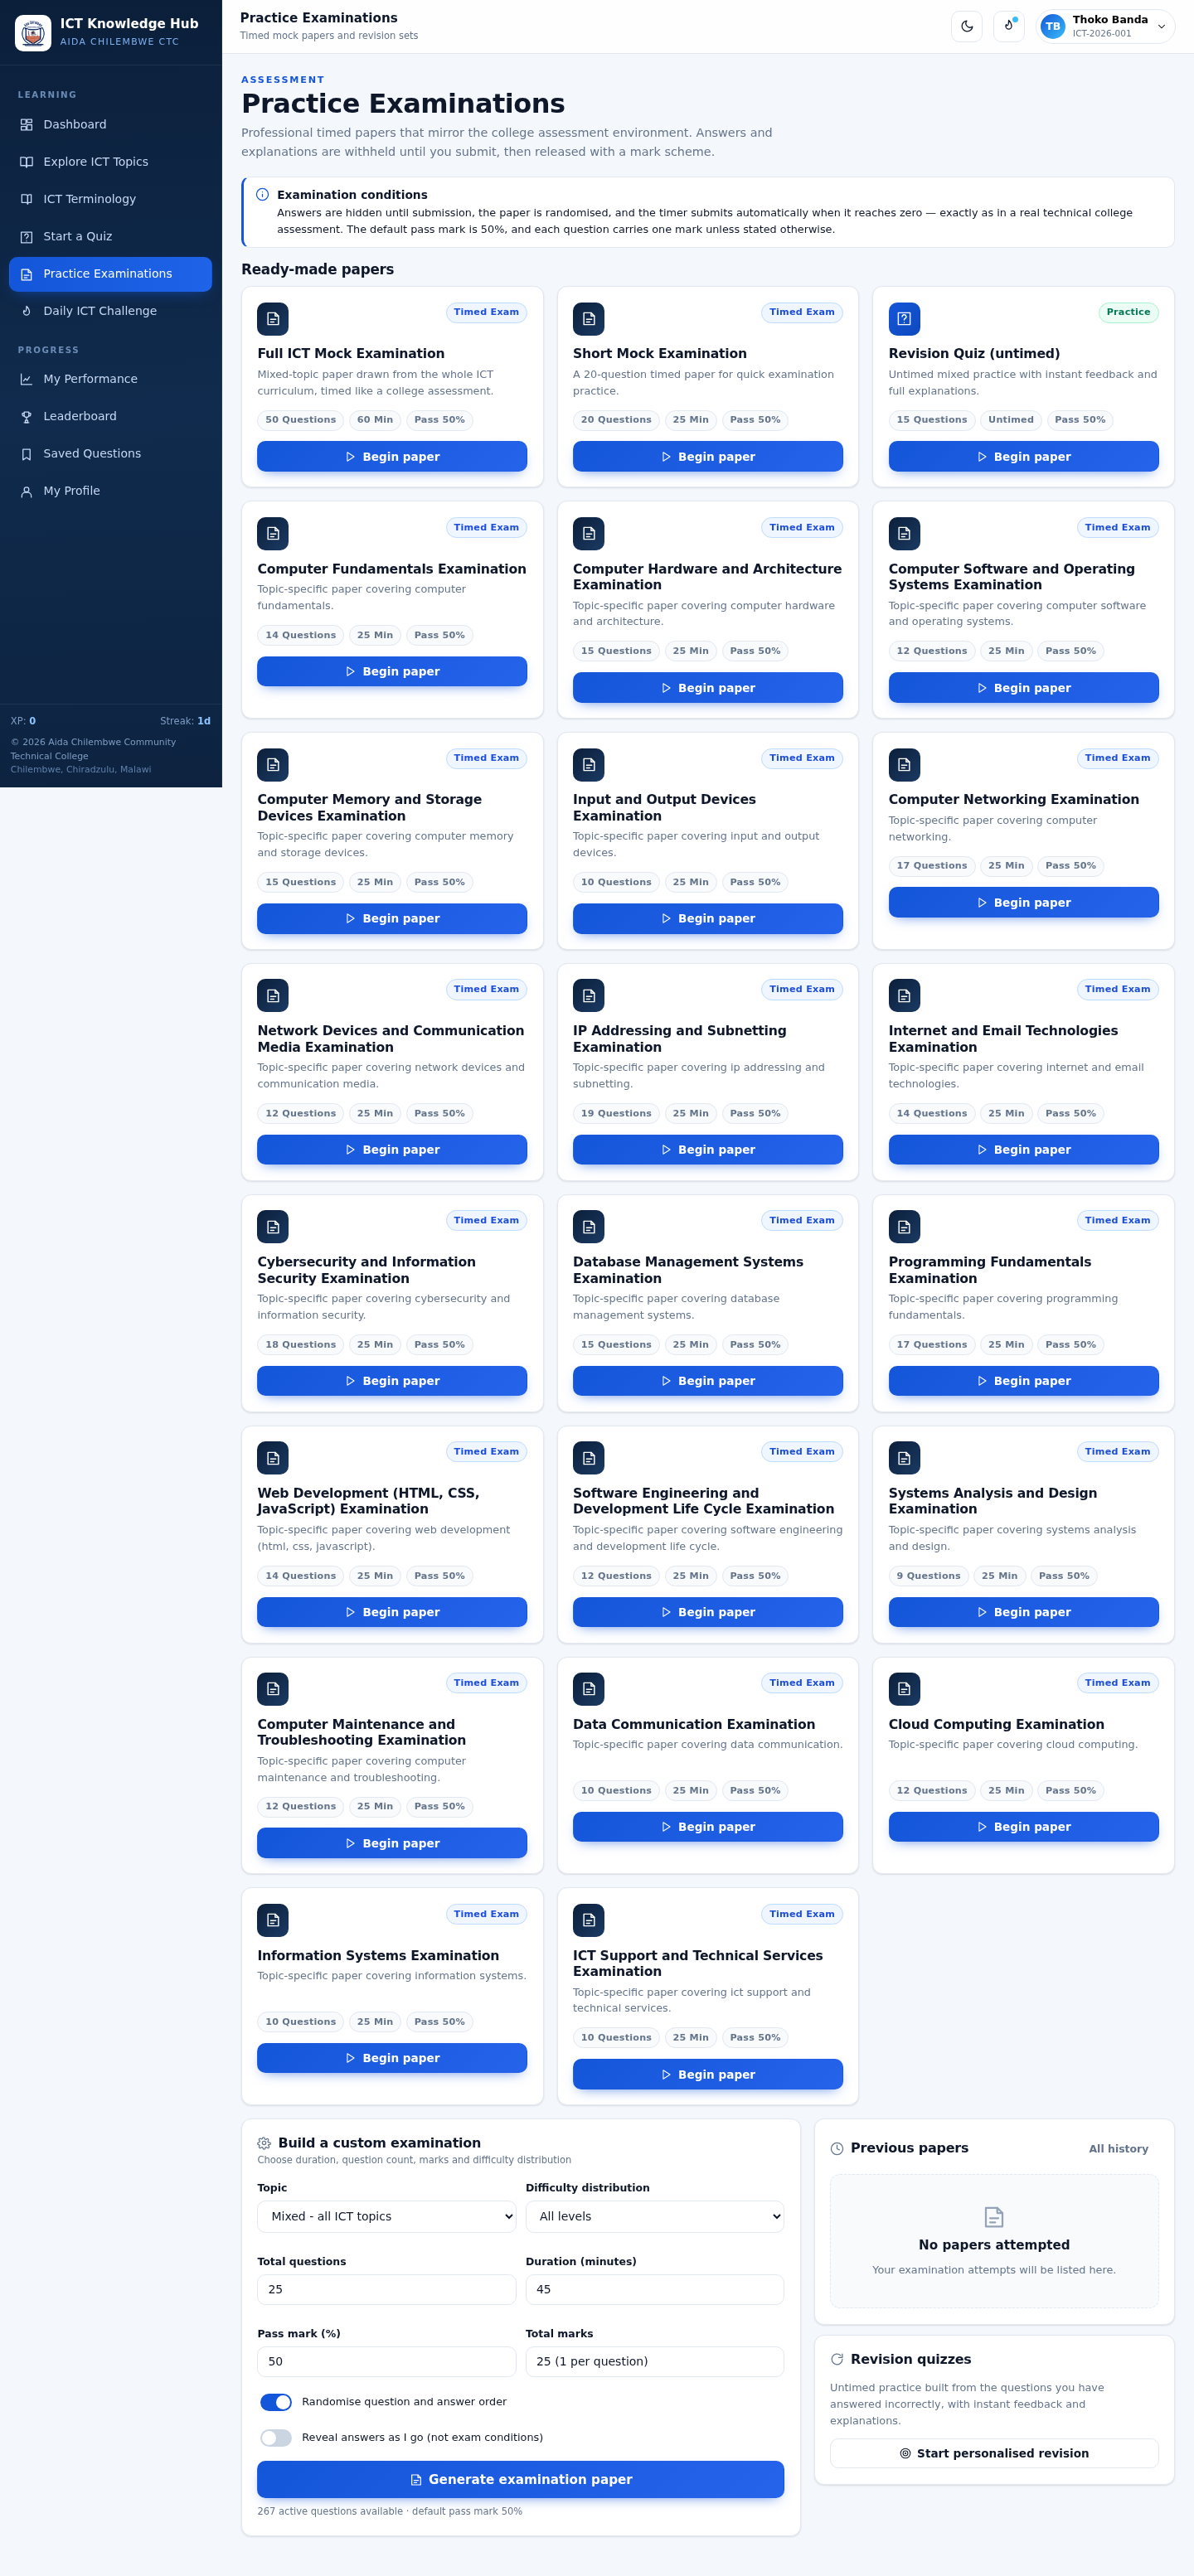 ICT Knowledge Hub
AIDA CHILEMBWE CTC
LEARNING
Dashboard
Explore ICT Topics
ICT Terminology
Start a Quiz
Practice Examinations
Daily ICT Challenge
PROGRESS
My Performance
Leaderboard
Saved Questions
My Profile
XP: 0
Streak: 1d
© 2026 Aida Chilembwe Community
Technical College
Chilembwe, Chiradzulu, Malawi
Practice Examinations
Timed mock papers and revision sets
TB
Thoko Banda
ICT-2026-001
ASSESSMENT
Practice Examinations
Professional timed papers that mirror the college assessment environment. Answers and
explanations are withheld until you submit, then released with a mark scheme.
Examination conditions
Answers are hidden until submission, the paper is randomised, and the timer submits automatically when it reaches zero — exactly as in a real technical college
assessment. The default pass mark is 50%, and each question carries one mark unless stated otherwise.
Ready-made papers
Timed Exam
Full ICT Mock Examination
Mixed-topic paper drawn from the whole ICT
curriculum, timed like a college assessment.
50 Questions 60 Min Pass 50%
Begin paper
Timed Exam
Short Mock Examination
A 20-question timed paper for quick examination
practice.
20 Questions 25 Min Pass 50%
Begin paper
Practice
Revision Quiz (untimed)
Untimed mixed practice with instant feedback and
full explanations.
15 Questions Untimed Pass 50%
Begin paper
Timed Exam
Computer Fundamentals Examination
Topic-specific paper covering computer
fundamentals.
14 Questions 25 Min Pass 50%
Begin paper
Timed Exam
Computer Hardware and Architecture
Examination
Topic-specific paper covering computer hardware
and architecture.
15 Questions 25 Min Pass 50%
Begin paper
Timed Exam
Computer Software and Operating
Systems Examination
Topic-specific paper covering computer software
and operating systems.
12 Questions 25 Min Pass 50%
Begin paper
Timed Exam
Computer Memory and Storage
Devices Examination
Topic-specific paper covering computer memory
and storage devices.
15 Questions 25 Min Pass 50%
Begin paper
Timed Exam
Input and Output Devices
Examination
Topic-specific paper covering input and output
devices.
10 Questions 25 Min Pass 50%
Begin paper
Timed Exam
Computer Networking Examination
Topic-specific paper covering computer
networking.
17 Questions 25 Min Pass 50%
Begin paper
Timed Exam
Network Devices and Communication
Media Examination
Topic-specific paper covering network devices and
communication media.
12 Questions 25 Min Pass 50%
Begin paper
Timed Exam
IP Addressing and Subnetting
Examination
Topic-specific paper covering ip addressing and
subnetting.
19 Questions 25 Min Pass 50%
Begin paper
Timed Exam
Internet and Email Technologies
Examination
Topic-specific paper covering internet and email
technologies.
14 Questions 25 Min Pass 50%
Begin paper
Timed Exam
Cybersecurity and Information
Security Examination
Topic-specific paper covering cybersecurity and
information security.
18 Questions 25 Min Pass 50%
Begin paper
Timed Exam
Database Management Systems
Examination
Topic-specific paper covering database
management systems.
15 Questions 25 Min Pass 50%
Begin paper
Timed Exam
Programming Fundamentals
Examination
Topic-specific paper covering programming
fundamentals.
17 Questions 25 Min Pass 50%
Begin paper
Timed Exam
Web Development (HTML, CSS,
JavaScript) Examination
Topic-specific paper covering web development
(html, css, javascript).
14 Questions 25 Min Pass 50%
Begin paper
Timed Exam
Software Engineering and
Development Life Cycle Examination
Topic-specific paper covering software engineering
and development life cycle.
12 Questions 25 Min Pass 50%
Begin paper
Timed Exam
Systems Analysis and Design
Examination
Topic-specific paper covering systems analysis
and design.
9 Questions 25 Min Pass 50%
Begin paper
Timed Exam
Computer Maintenance and
Troubleshooting Examination
Topic-specific paper covering computer
maintenance and troubleshooting.
12 Questions 25 Min Pass 50%
Begin paper
Timed Exam
Data Communication Examination
Topic-specific paper covering data communication.
10 Questions 25 Min Pass 50%
Begin paper
Timed Exam
Cloud Computing Examination
Topic-specific paper covering cloud computing.
12 Questions 25 Min Pass 50%
Begin paper
Timed Exam
Information Systems Examination
Topic-specific paper covering information systems.
10 Questions 25 Min Pass 50%
Begin paper
Timed Exam
ICT Support and Technical Services
Examination
Topic-specific paper covering ict support and
technical services.
10 Questions 25 Min Pass 50%
Begin paper
Build a custom examination
Choose duration, question count, marks and difficulty distribution
Topic
Mixed - all ICT topics
Difficulty distribution
All levels
Total questions
25
Duration (minutes)
45
Pass mark (%)
50
Total marks
25 (1 per question)
Randomise question and answer order
Reveal answers as I go (not exam conditions)
Generate examination paper
267 active questions available · default pass mark 50%
Previous papers
All history
No papers attempted
Your examination attempts will be listed here.
Revision quizzes
Untimed practice built from the questions you have
answered incorrectly, with instant feedback and
explanations.
Start personalised revision